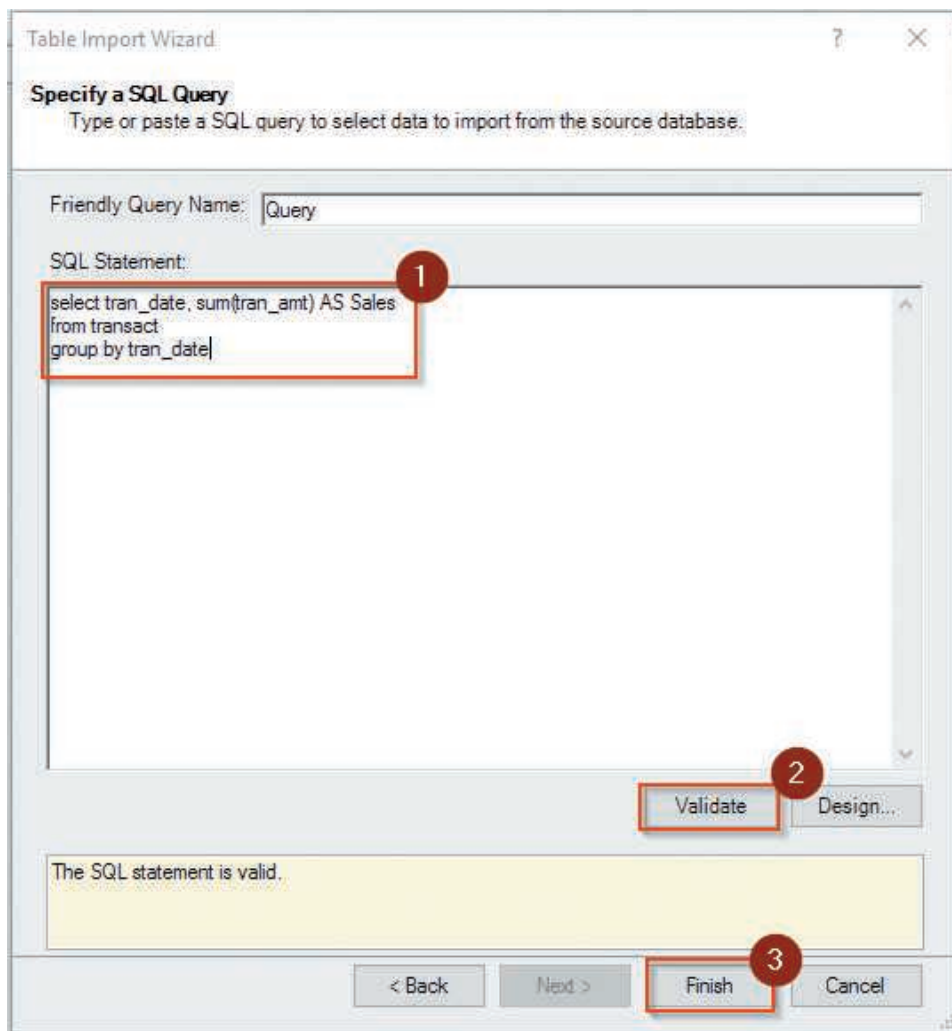 Table Import Wizard
?
Specify a SQL Query
Type or paste a SQL query to select data to import from the source database.
Friendly Query Name: Query
SQL Statement:
1
select tran_date, sum(tran_amt) AS Sales
from transact
group by tran_date
2
Validate Design...
The SQL statement is valid.
3
< Back Next > Finish Cancel